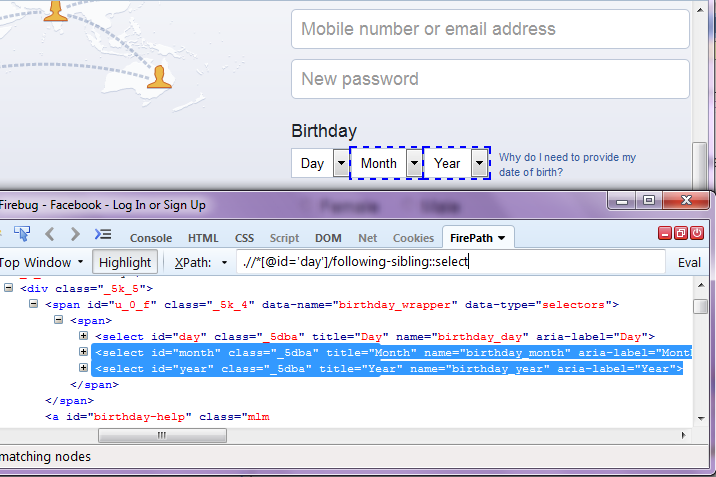 Mobile number or email address
New password
Birthday
Day Month Year Why do I need to provide my
date of birth?
Firebug - Facebook - Log In or Sign Up
Console HTML CSS Script DOM Net Cookies FirePath
Top Window Highlight XPath: .//*[@id='day']/following-sibling::select Eval
<div class="_5k_5">
<span id="u_0_f" class="_5k_4" data-name="birthday_wrapper" data-type="selectors">
<span>
<select id="day" class="_5dba" title="Day" name="birthday_day" aria-label="Day">
<select id="month" class="_5dba" title="Month" name="birthday_month" aria-label="Mont
<select id="year" class="_5dba" title="Year" name="birthday_year" aria-label="Year">
</span>
</span>
<a id="birthday-help" class="mlm
matching nodes